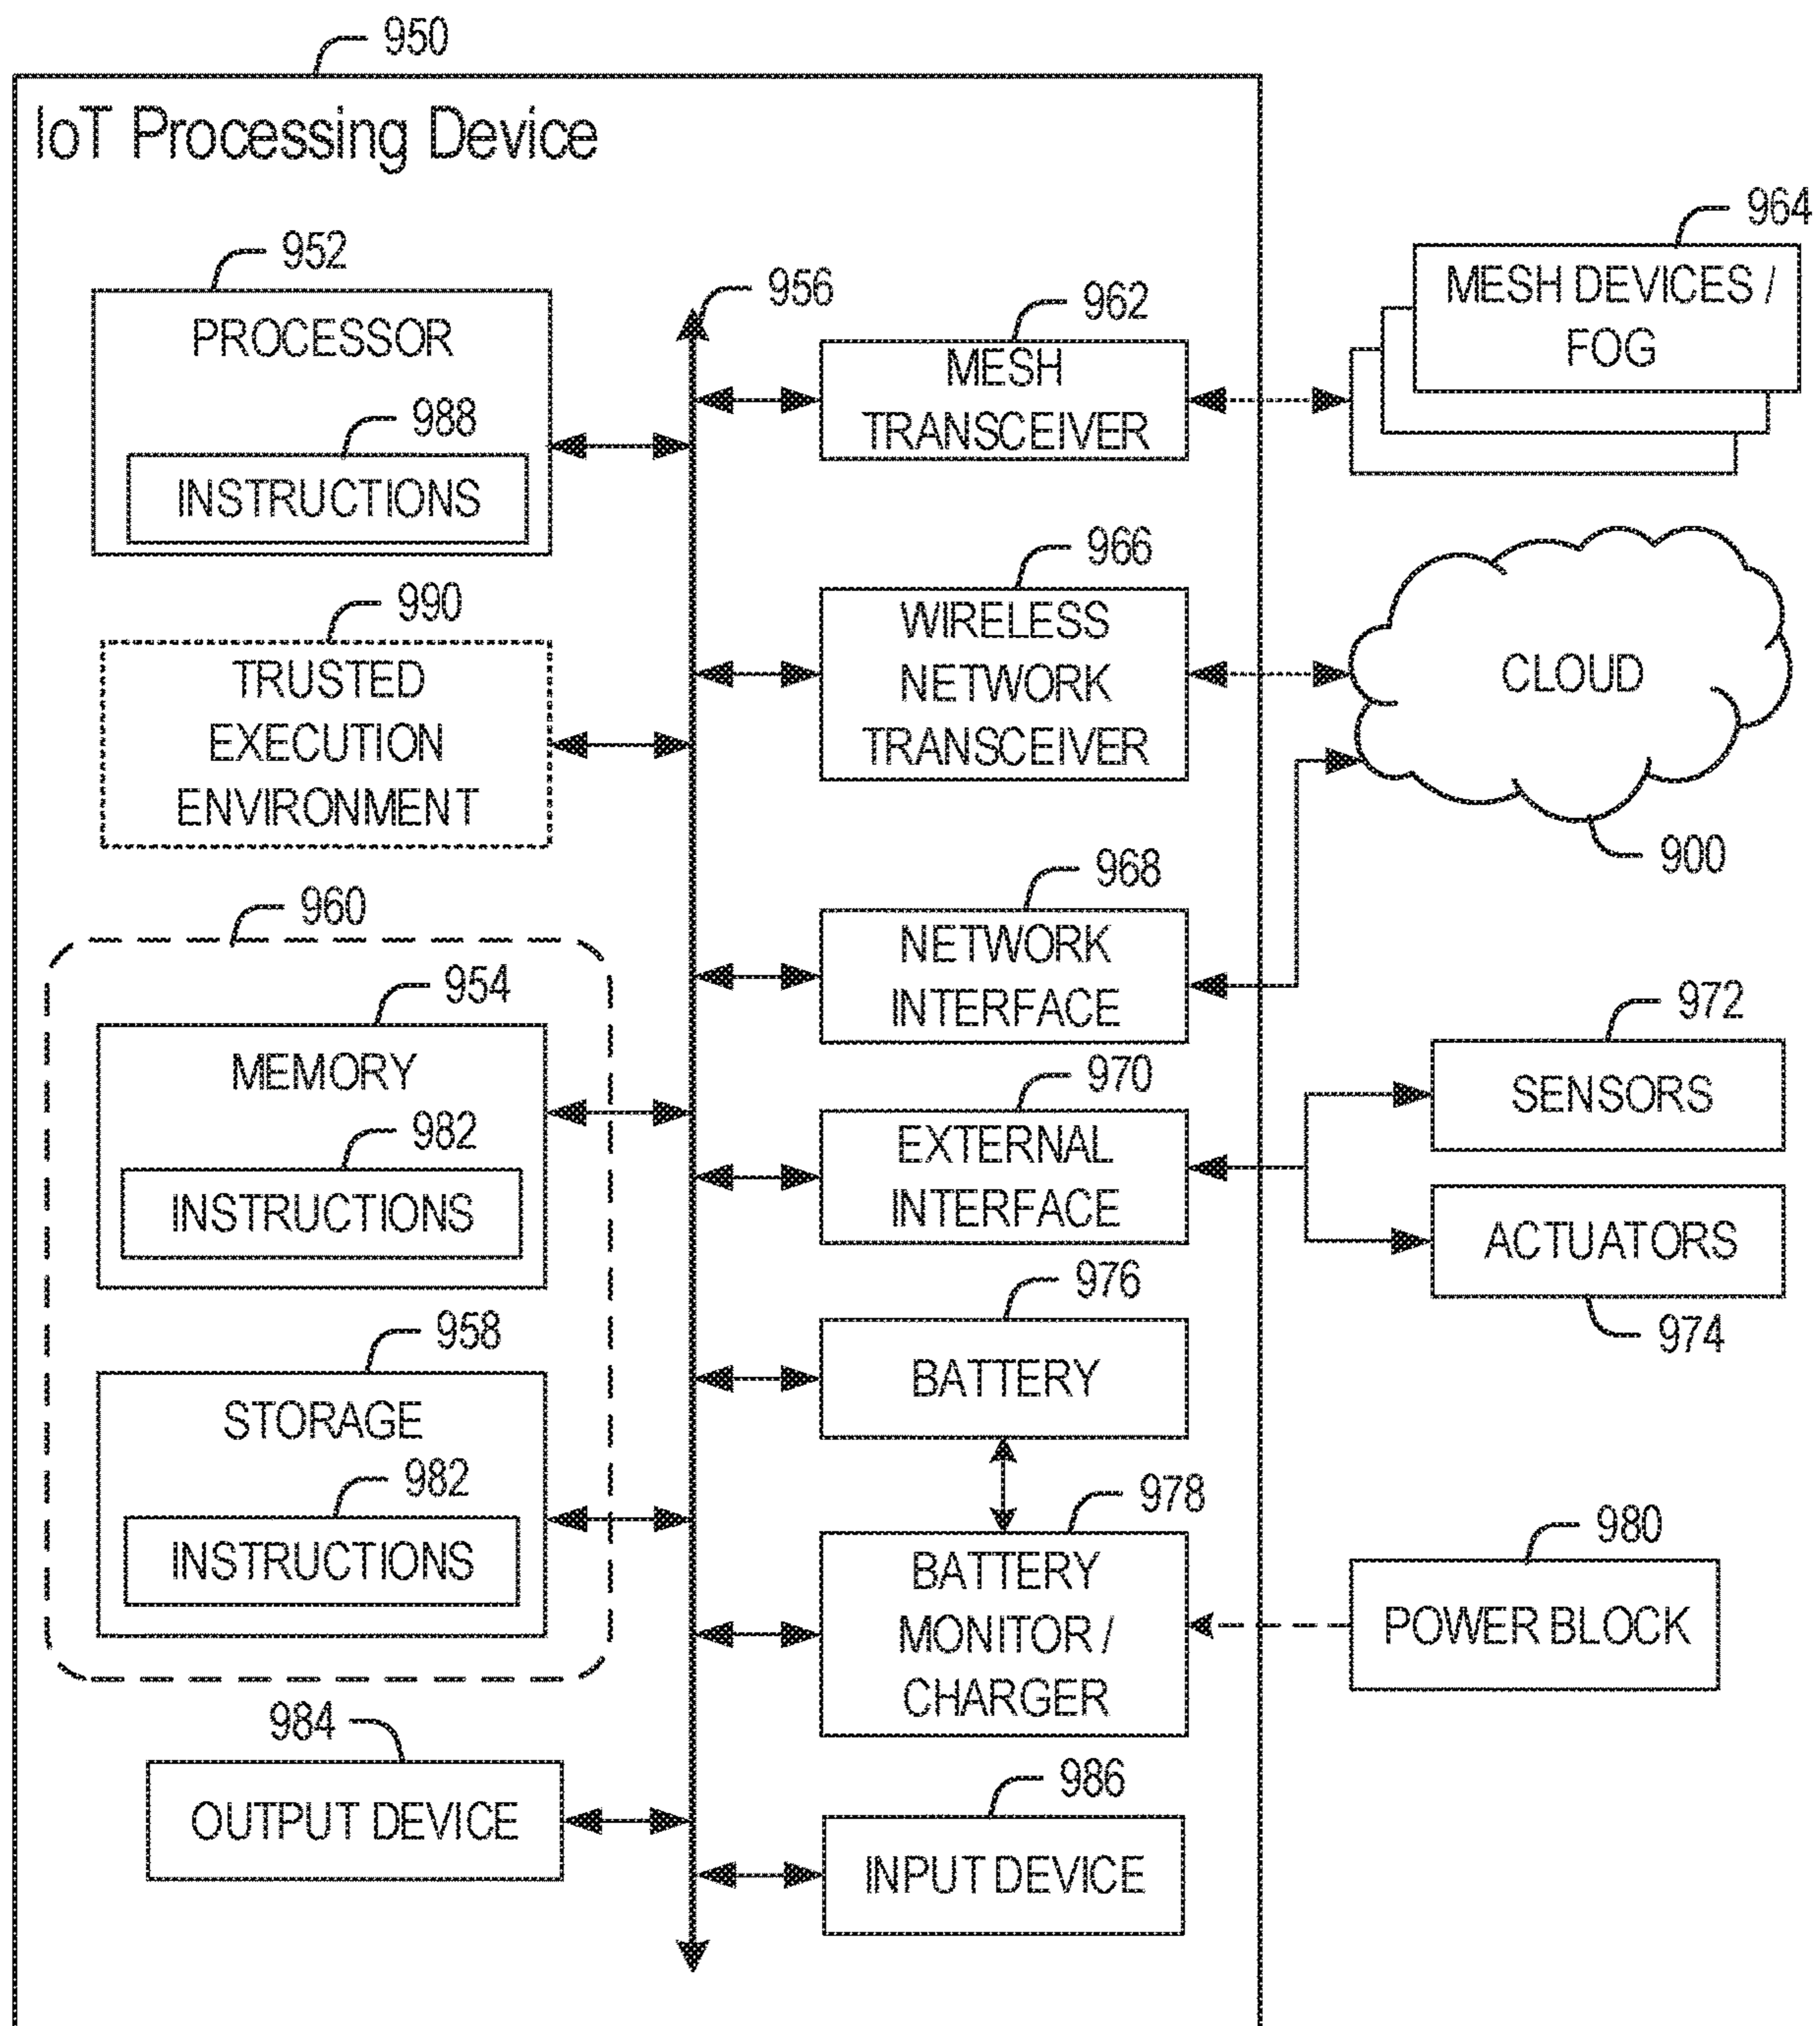 950
IoT Processing Device
952
PROCESSOR
988
INSTRUCTIONS
990
TRUSTED
EXECUTION
ENVIRONMENT
960
954
MEMORY
982
INSTRUCTIONS
958
STORAGE
982
INSTRUCTIONS
984
OUTPUT DEVICE
956
962
MESH
TRANSCEIVER
966
WIRELESS
NETWORK
TRANSCEIVER
968
NETWORK
INTERFACE
970
EXTERNAL
INTERFACE
976
BATTERY
978
BATTERY
MONITOR /
CHARGER
986
INPUT DEVICE
964
MESH DEVICES /
FOG
CLOUD
900
972
SENSORS
ACTUATORS
974
980
POWER BLOCK